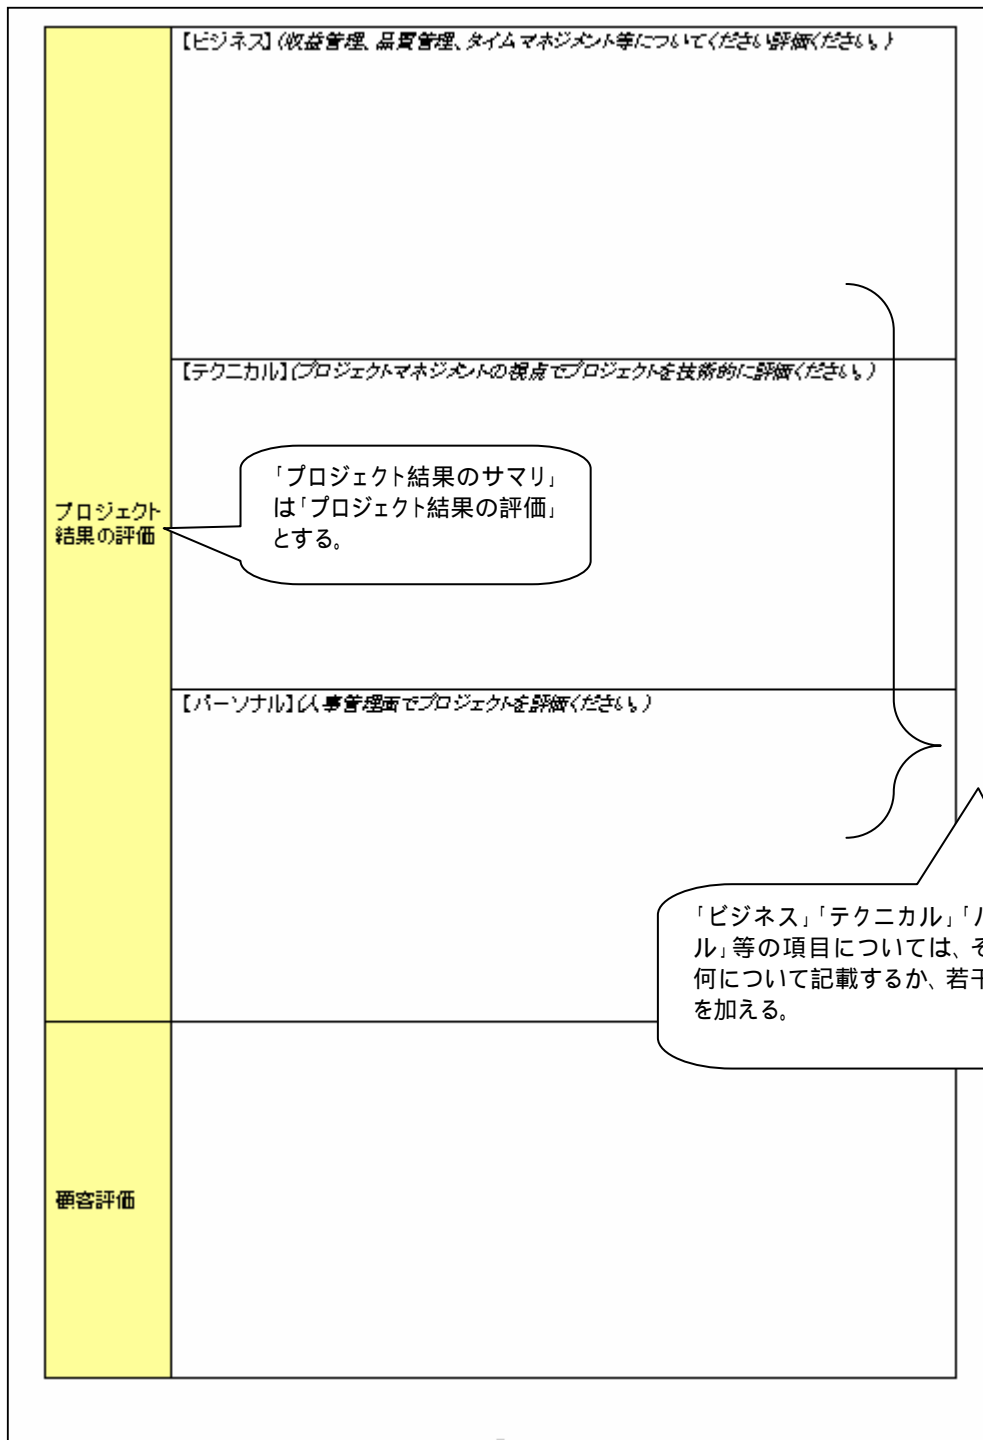 【ビジネス】(収益管理、品質管理、タイムマネジメント等についてください評価ください。)
【テクニカル】(プロジェクトマネジメントの視点でプロジェクトを技術的に評価ください。)
「プロジェクト結果のサマリ」
は「プロジェクト結果の評価」
とする。
プロジェクト
結果の評価
【パーソナル】(人事管理面でプロジェクトを評価ください。)
「ビジネス」「テクニカル」「パ
ル」等の項目については、そ
何について記載するか、若干
を加える。
顧客評価